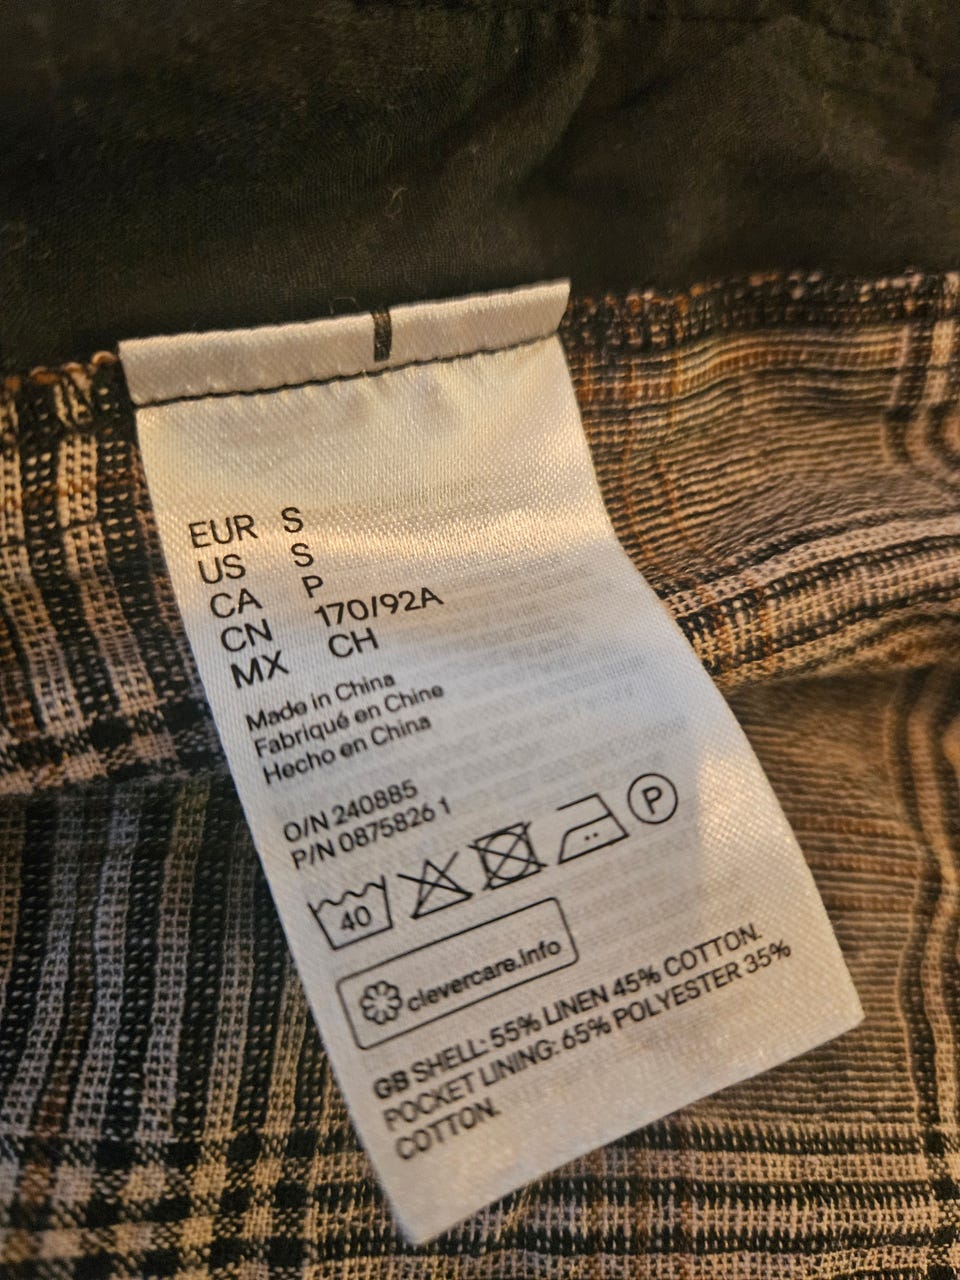 EUR S
US S
CA P
CN 170/92A
MX CH
Made in China
Fabriqué en Chine
Hecho en China
O/N 240885
P/N 0875826 1
40 P
clevercare.info
GB SHELL: 55% LINEN 45% COTTON.
POCKET LINING: 65% POLYESTER 35%
COTTON.